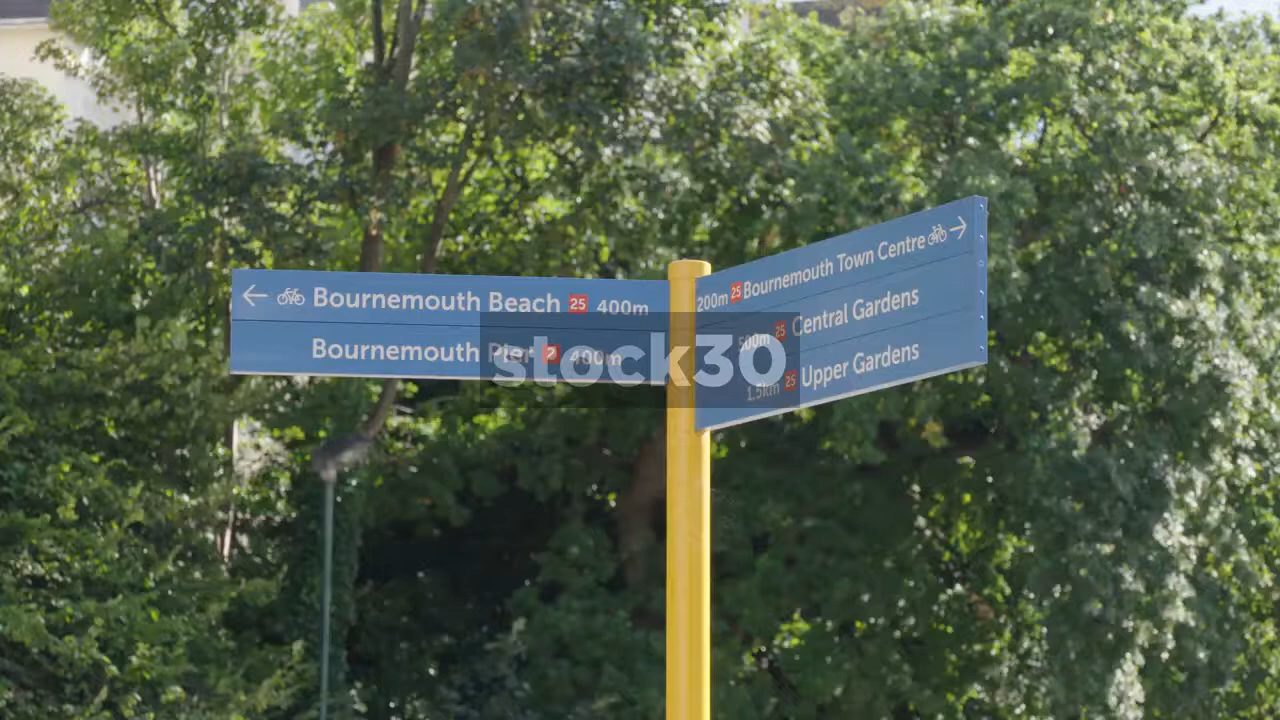 Bournemouth Beach 25 400m
Bournemouth Pier 400m
200m 25 Bournemouth Town Centre
500m 25 Central Gardens
1.5km 25 Upper Gardens
stock30